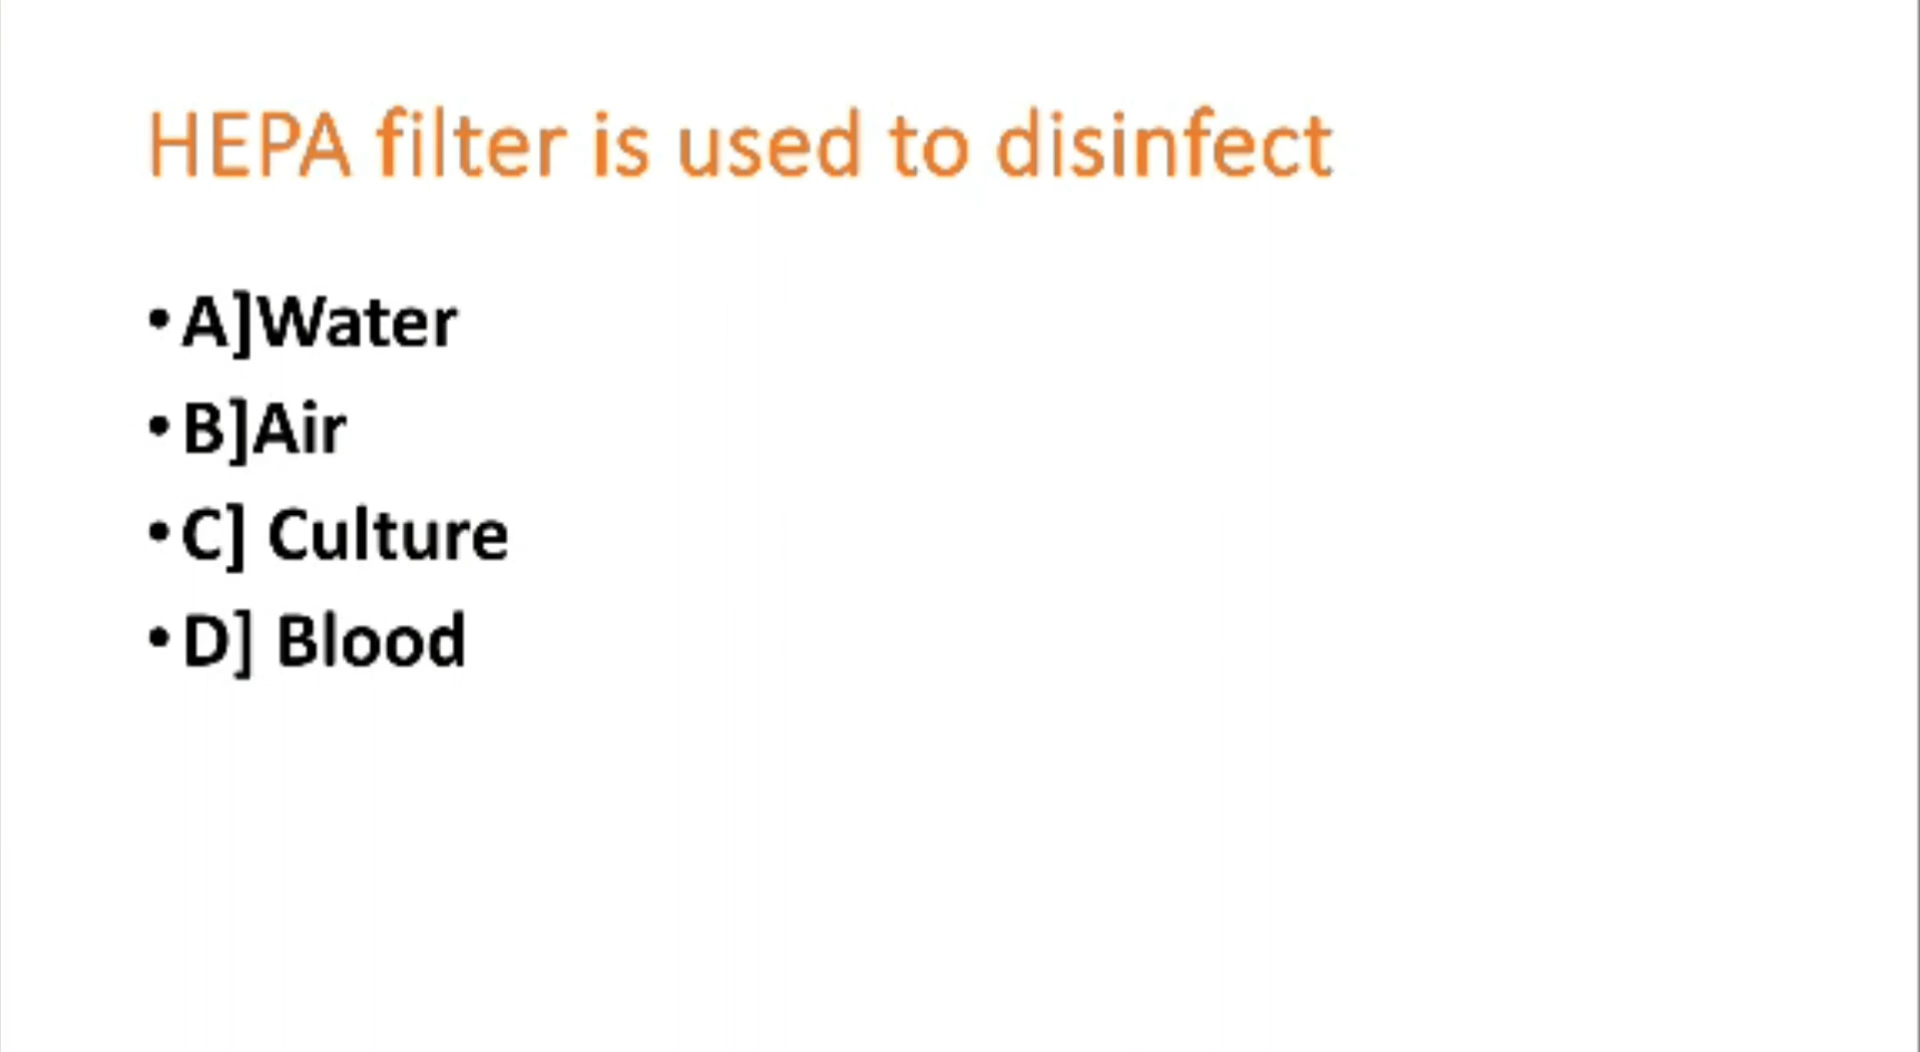 HEPA filter is used to disinfect
• A]Water
• B]Air
• C] Culture
• D] Blood